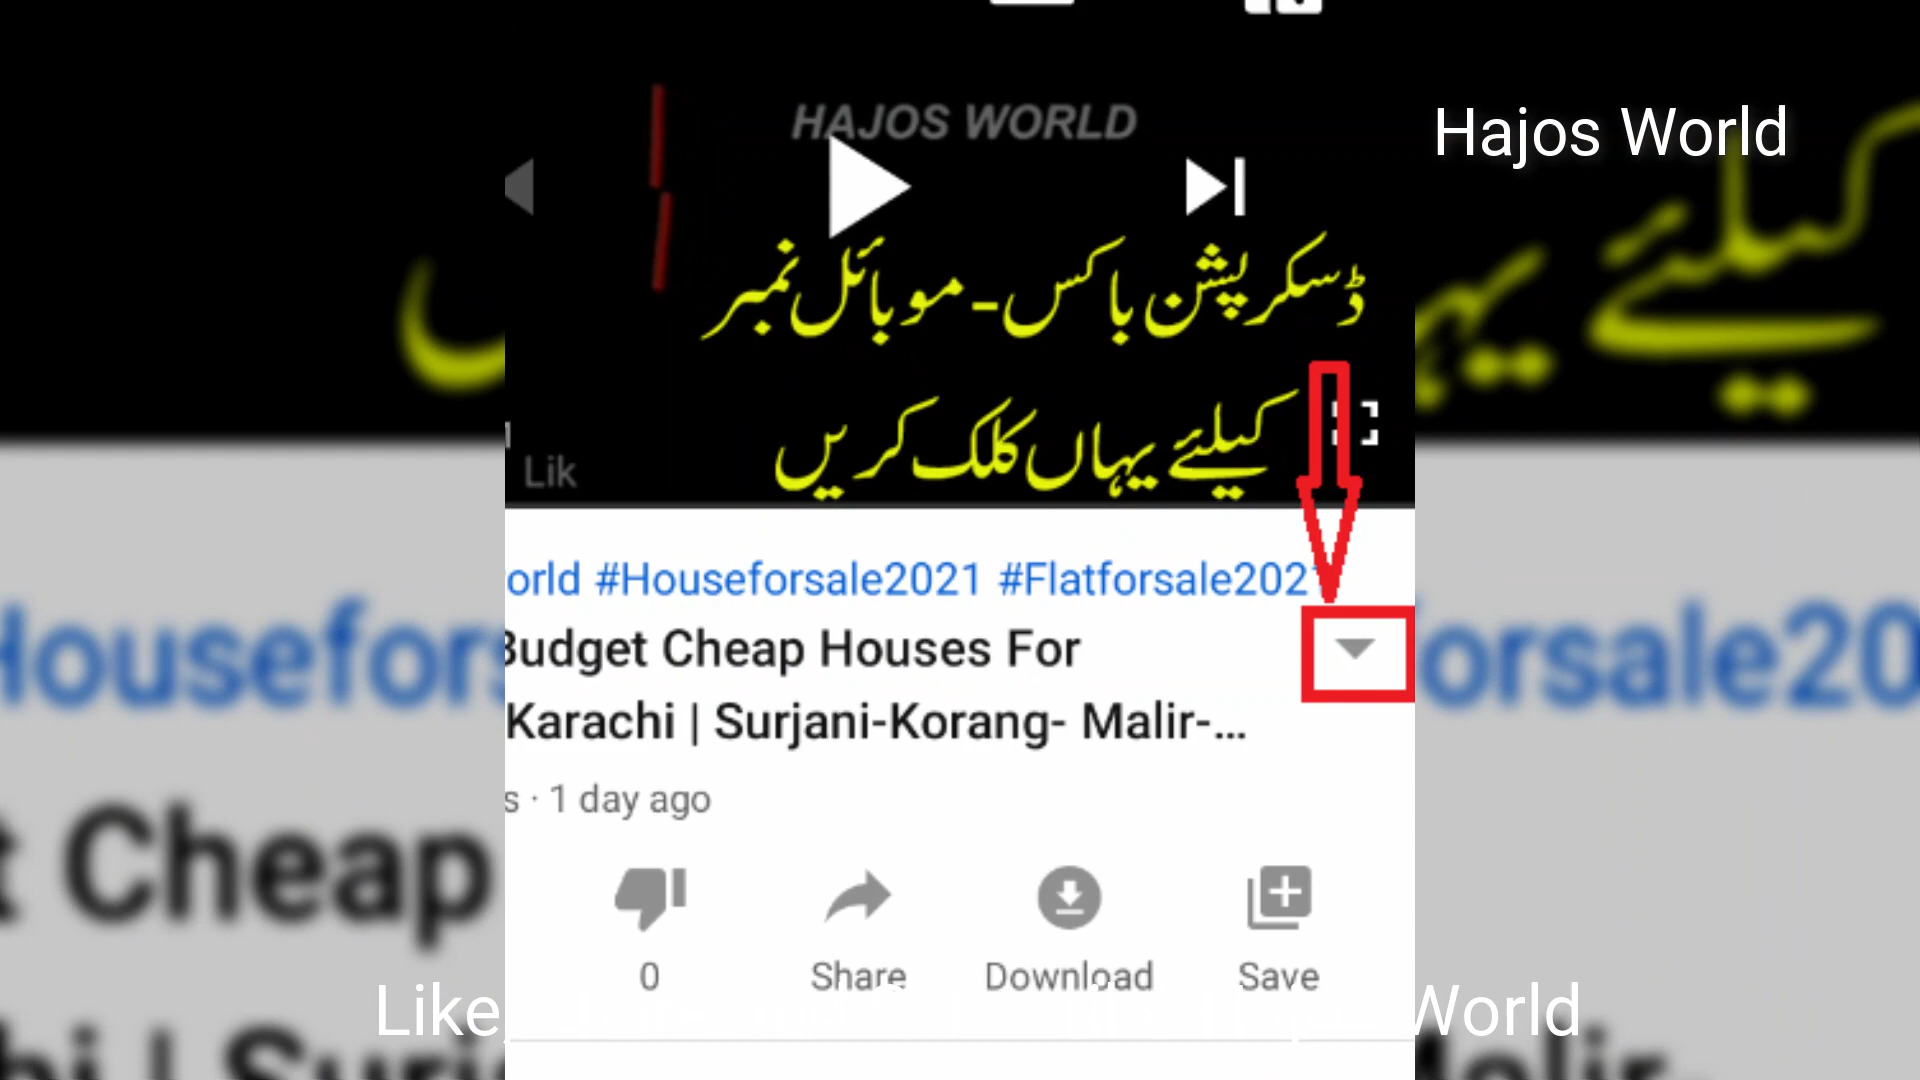 HAJOS WORLD
Hajos World
ڈسکرپشن باکس - موبائل نمبر
کیلئے یہاں کلک کریں
Lik
orld #Houseforsale2021 #Flatforsale202
Budget Cheap Houses For
Karachi | Surjani-Korang- Malir-...
s · 1 day ago
0 Share Download Save
Like, World